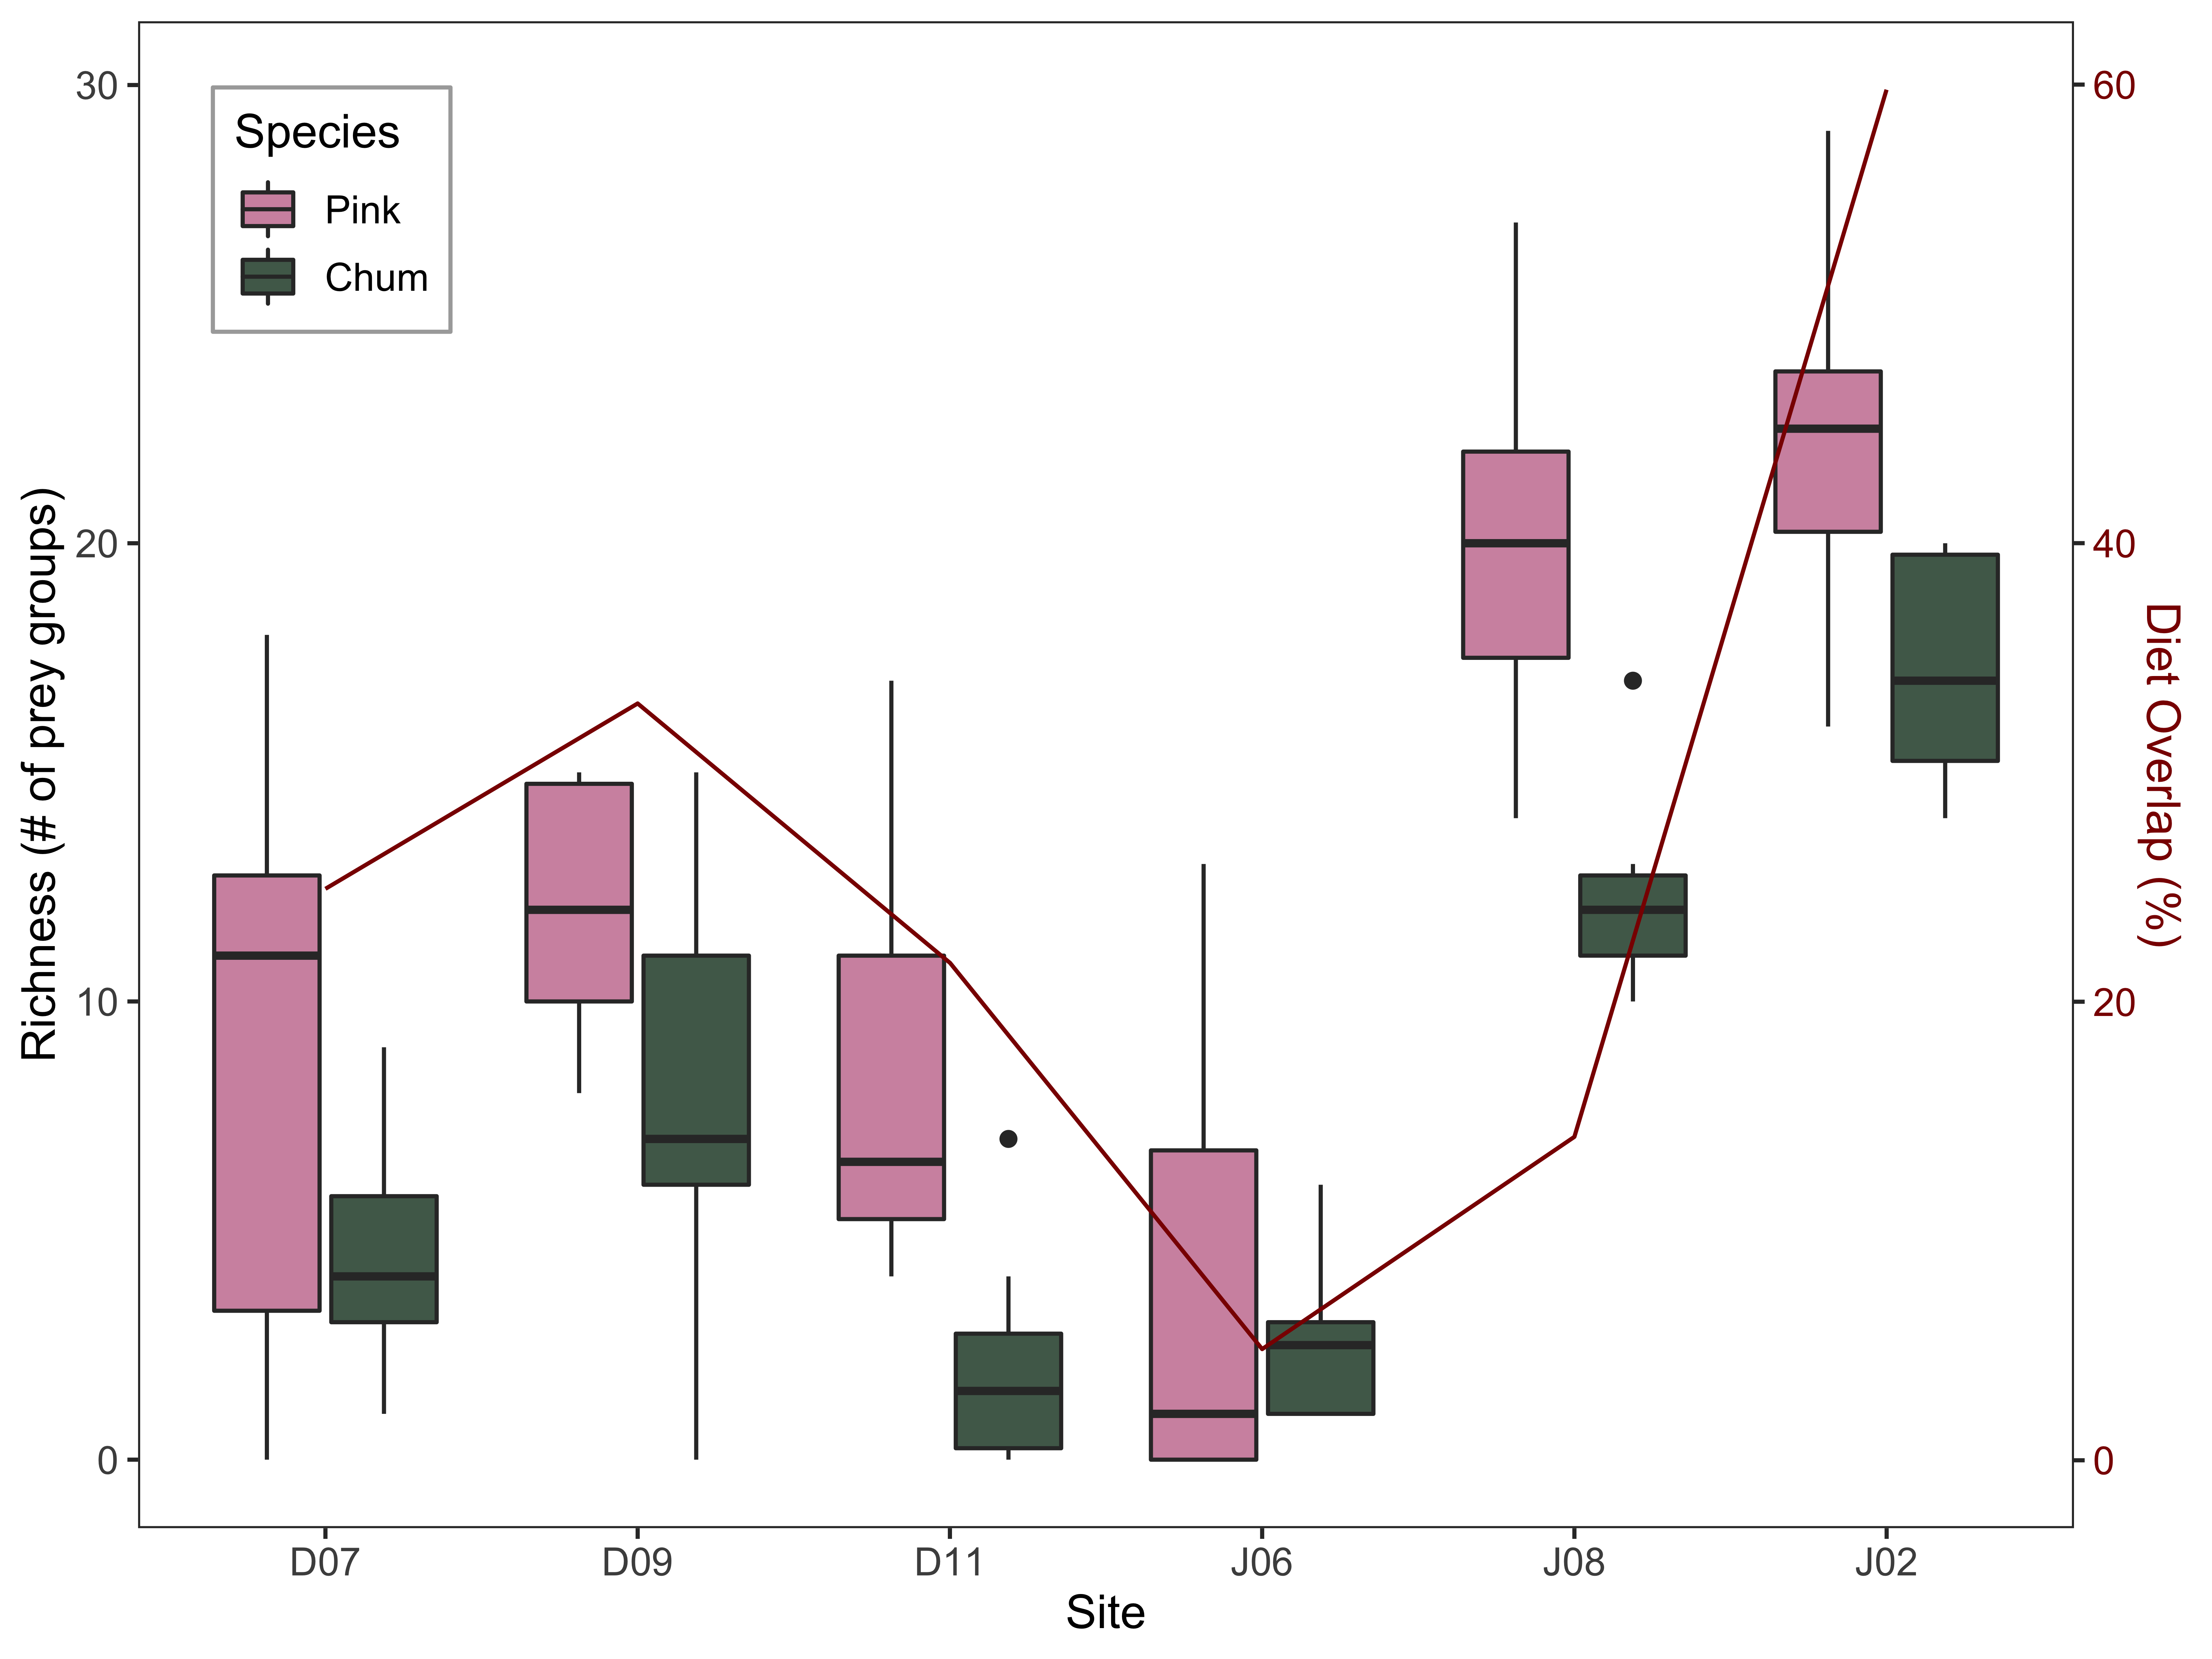 Species
Pink
Chum
Richness (# of prey groups)
30
20
10
0
60
40
20
0
Diet Overlap (%)
D07 D09 D11 J06 J08 J02
Site